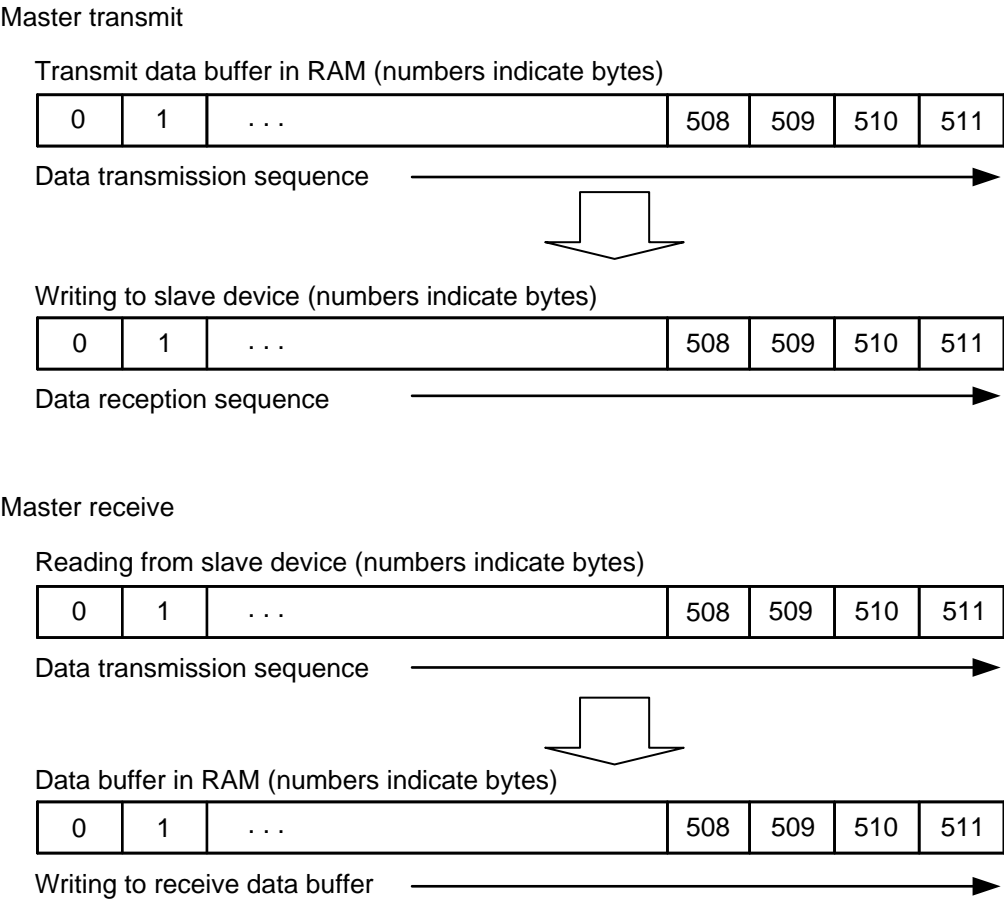 Master transmit
Transmit data buffer in RAM (numbers indicate bytes)
0 1 . . . 508 509 510 511
Data transmission sequence
Writing to slave device (numbers indicate bytes)
0 1 . . . 508 509 510 511
Data reception sequence
Master receive
Reading from slave device (numbers indicate bytes)
0 1 . . . 508 509 510 511
Data transmission sequence
Data buffer in RAM (numbers indicate bytes)
0 1 . . . 508 509 510 511
Writing to receive data buffer